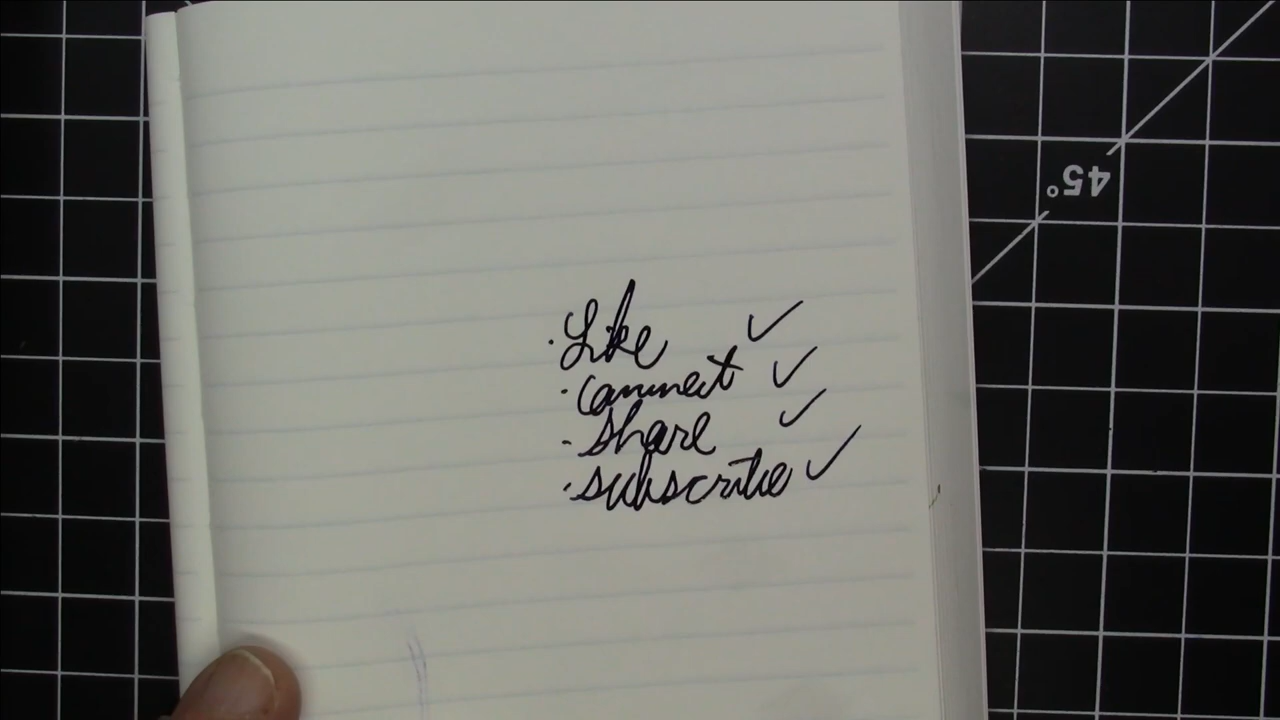 · Like ✓
· Comment ✓
· Share ✓
· Subscribe ✓
45°